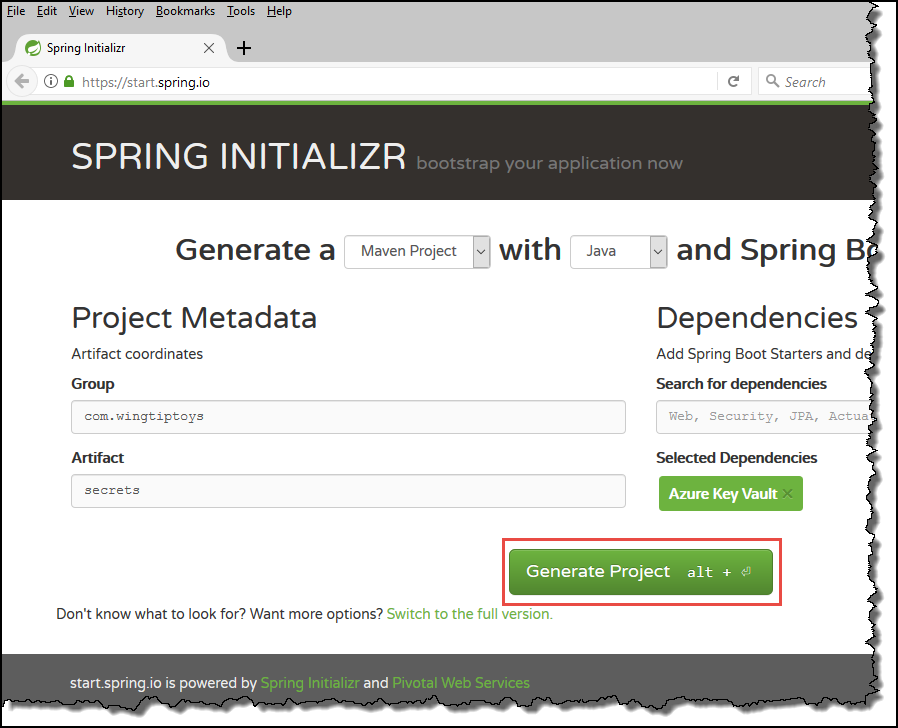 File Edit View History Bookmarks Tools Help
Spring Initializr
https://start.spring.io
Search
SPRING INITIALIZR bootstrap your application now
Generate a Maven Project with Java and Spring Bo
Project Metadata
Artifact coordinates
Group
com.wingtiptoys
Artifact
secrets
Dependencies
Add Spring Boot Starters and de
Search for dependencies
Web, Security, JPA, Actua
Selected Dependencies
Azure Key Vault
Generate Project alt + ⏎
Don't know what to look for? Want more options? Switch to the full version.
start.spring.io is powered by Spring Initializr and Pivotal Web Services